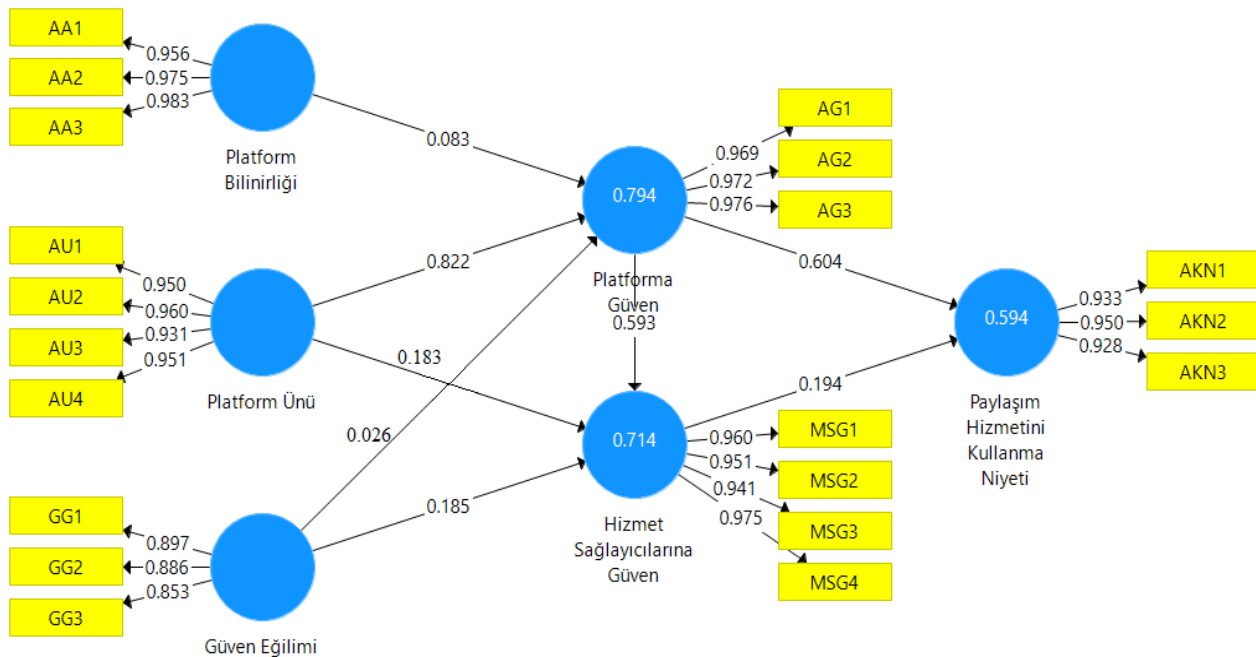 AA1
AA2
AA3
0.956
0.975
0.983
Platform
Bilinirliği
0.083
AU1
AU2
AU3
AU4
0.950
0.960
0.931
0.951
Platform Ünü
0.822
0.183
GG1
GG2
GG3
0.897
0.886
0.853
Güven Eğilimi
0.026
0.185
0.794
Platforma
Güven
0.593
AG1
AG2
AG3
0.969
0.972
0.976
0.604
0.714
Hizmet
Sağlayıcılarına
Güven
0.194
MSG1
MSG2
MSG3
MSG4
0.960
0.951
0.941
0.975
0.594
Paylaşım
Hizmetini
Kullanma
Niyeti
0.933
0.950
0.928
AKN1
AKN2
AKN3